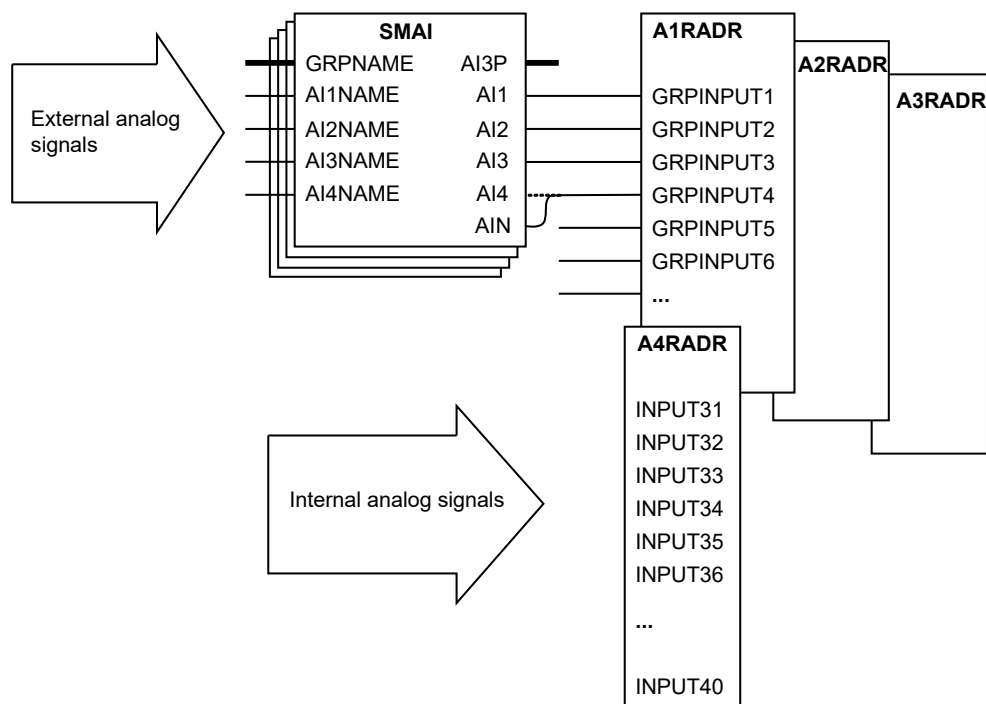 External analog
signals
SMAI
GRPNAME AI3P
AI1NAME AI1
AI2NAME AI2
AI3NAME AI3
AI4NAME AI4
AIN
A1RADR
GRPINPUT1
GRPINPUT2
GRPINPUT3
GRPINPUT4
GRPINPUT5
GRPINPUT6
...
A2RADR
A3RADR
Internal analog signals
A4RADR
INPUT31
INPUT32
INPUT33
INPUT34
INPUT35
INPUT36
...
INPUT40